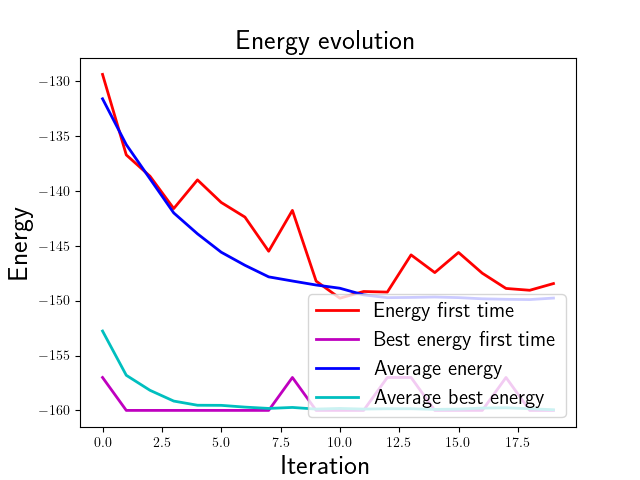 Energy evolution
Energy
−130
−135
−140
−145
−150
−155
−160
Energy first time
Best energy first time
Average energy
Average best energy
0.0 2.5 5.0 7.5 10.0 12.5 15.0 17.5
Iteration